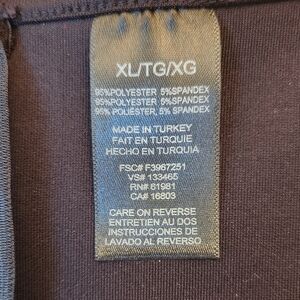 XL/TG/XG
95%POLYESTER 5%SPANDEX
95%POLYESTER 5%SPANDEX
95% POLIÉSTER, 5% SPANDEX
MADE IN TURKEY
FAIT EN TURQUIE
HECHO EN TURQUIA
FSC# F3967251
VS# 133465
RN# 61981
CA# 16803
CARE ON REVERSE
ENTRETIEN AU DOS
INSTRUCCIONES DE
LAVADO AL REVERSO